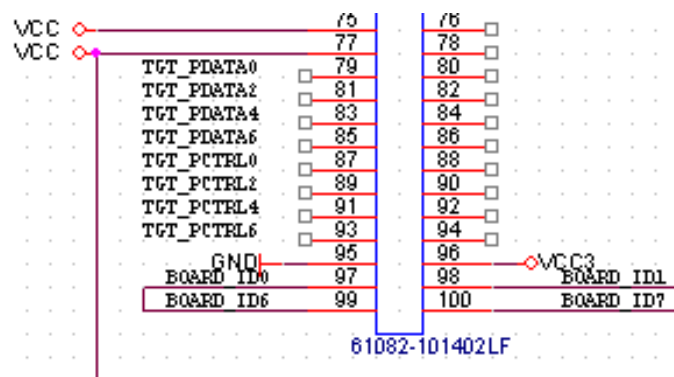 75 76
VCC
77 78
VCC
TGT_PDATA0 79 80
TGT_PDATA2 81 82
TGT_PDATA4 83 84
TGT_PDATA6 85 86
TGT_PCTRL0 87 88
TGT_PCTRL2 89 90
TGT_PCTRL4 91 92
TGT_PCTRL6 93 94
GND 95 96 VCC3
BOARD_ID0 97 98 BOARD_ID1
BOARD_ID6 99 100 BOARD_ID7
61082-101402LF